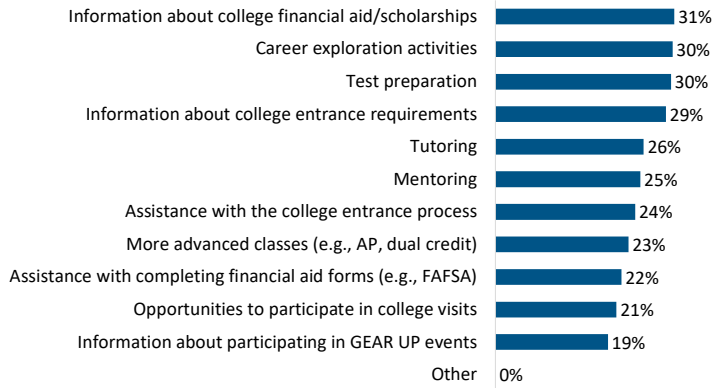 Information about college financial aid/scholarships 31%
Career exploration activities 30%
Test preparation 30%
Information about college entrance requirements 29%
Tutoring 26%
Mentoring 25%
Assistance with the college entrance process 24%
More advanced classes (e.g., AP, dual credit) 23%
Assistance with completing financial aid forms (e.g., FAFSA) 22%
Opportunities to participate in college visits 21%
Information about participating in GEAR UP events 19%
Other 0%